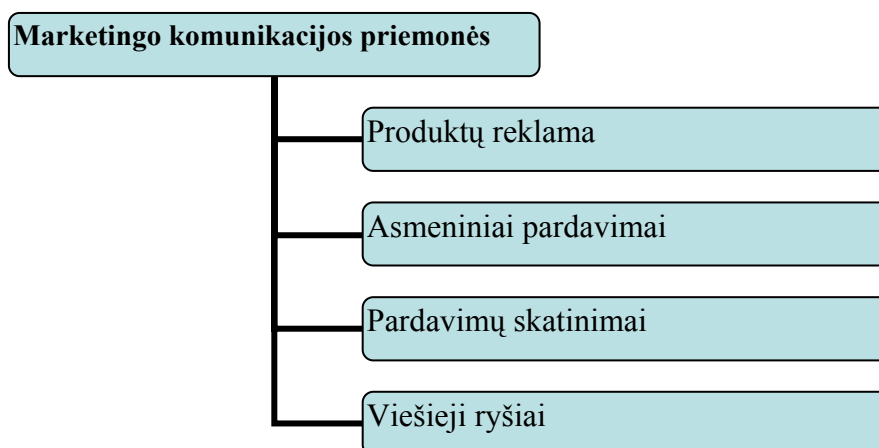 Marketingo komunikacijos priemonės
Produktų reklama
Asmeniniai pardavimai
Pardavimų skatinimai
Viešieji ryšiai